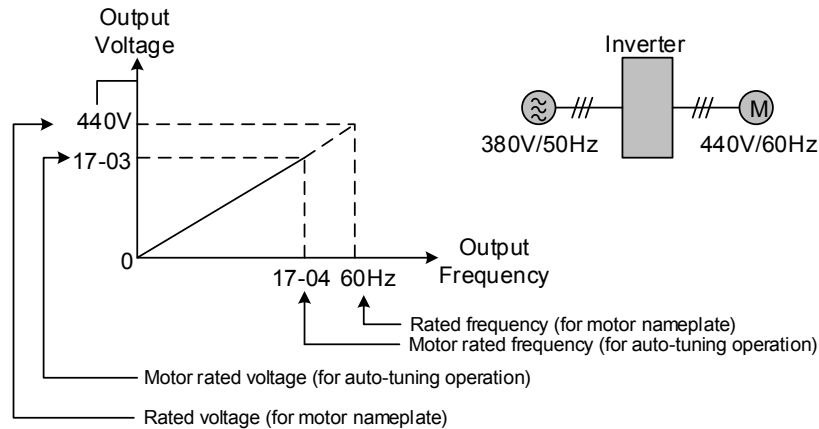 Output
Voltage
440V
17-03
0
17-04 60Hz
Output
Frequency
Rated frequency (for motor nameplate)
Motor rated frequency (for auto-tuning operation)
Motor rated voltage (for auto-tuning operation)
Rated voltage (for motor nameplate)
Inverter
M
380V/50Hz
440V/60Hz